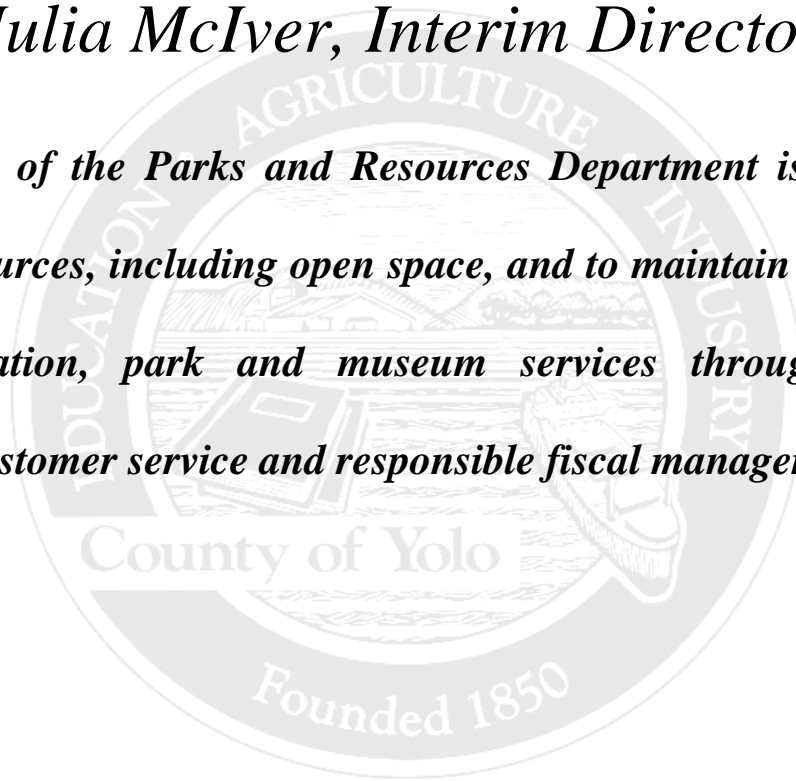 Julia McIver, Interim Directo
of the Parks and Resources Department is
urces, including open space, and to maintain
ation, park and museum services throug
stomer service and responsible fiscal manage
EDUCATION AGRICULTURE INDUSTRY
County of Yolo
Founded 1850